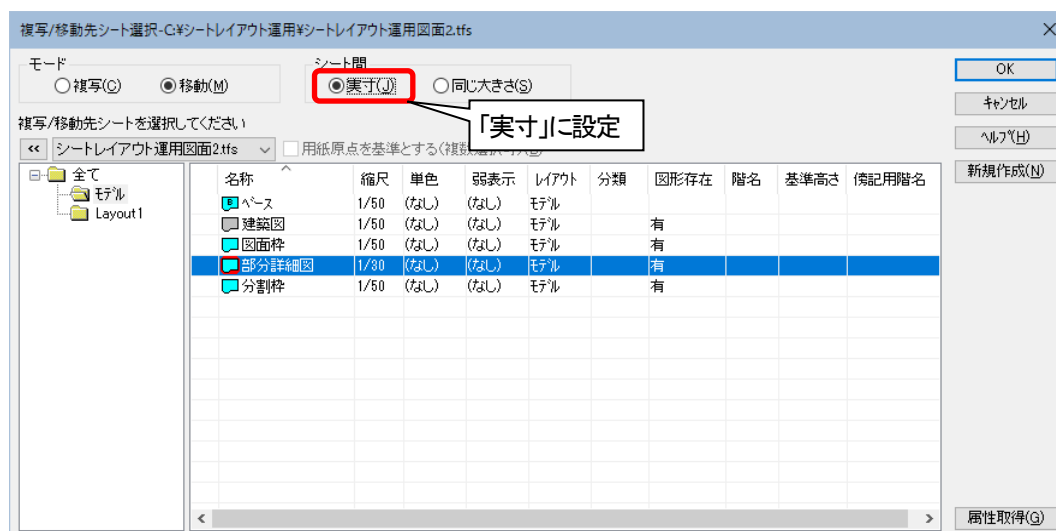 複写/移動先シート選択-C:¥シートレイアウト運用¥シートレイアウト運用図面2.tfs
モード
複写(C) 移動(M)
シート間
実寸(J) 同じ大きさ(S)
OK
キャンセル
ヘルプ(H)
新規作成(N)
「実寸」に設定
複写/移動先シートを選択してください
<< シートレイアウト運用図面2.tfs 用紙原点を基準とする(複数選択
全て
モデル
Layout1
名称 縮尺 単色 弱表示 レイアウト 分類 図形存在 階名 基準高さ 傍記用階名
ベース 1/50 (なし) (なし) モデル
建築図 1/50 (なし) (なし) モデル 有
図面枠 1/50 (なし) (なし) モデル 有
部分詳細図 1/30 (なし) (なし) モデル 有
分割枠 1/50 (なし) (なし) モデル 有
属性取得(G)